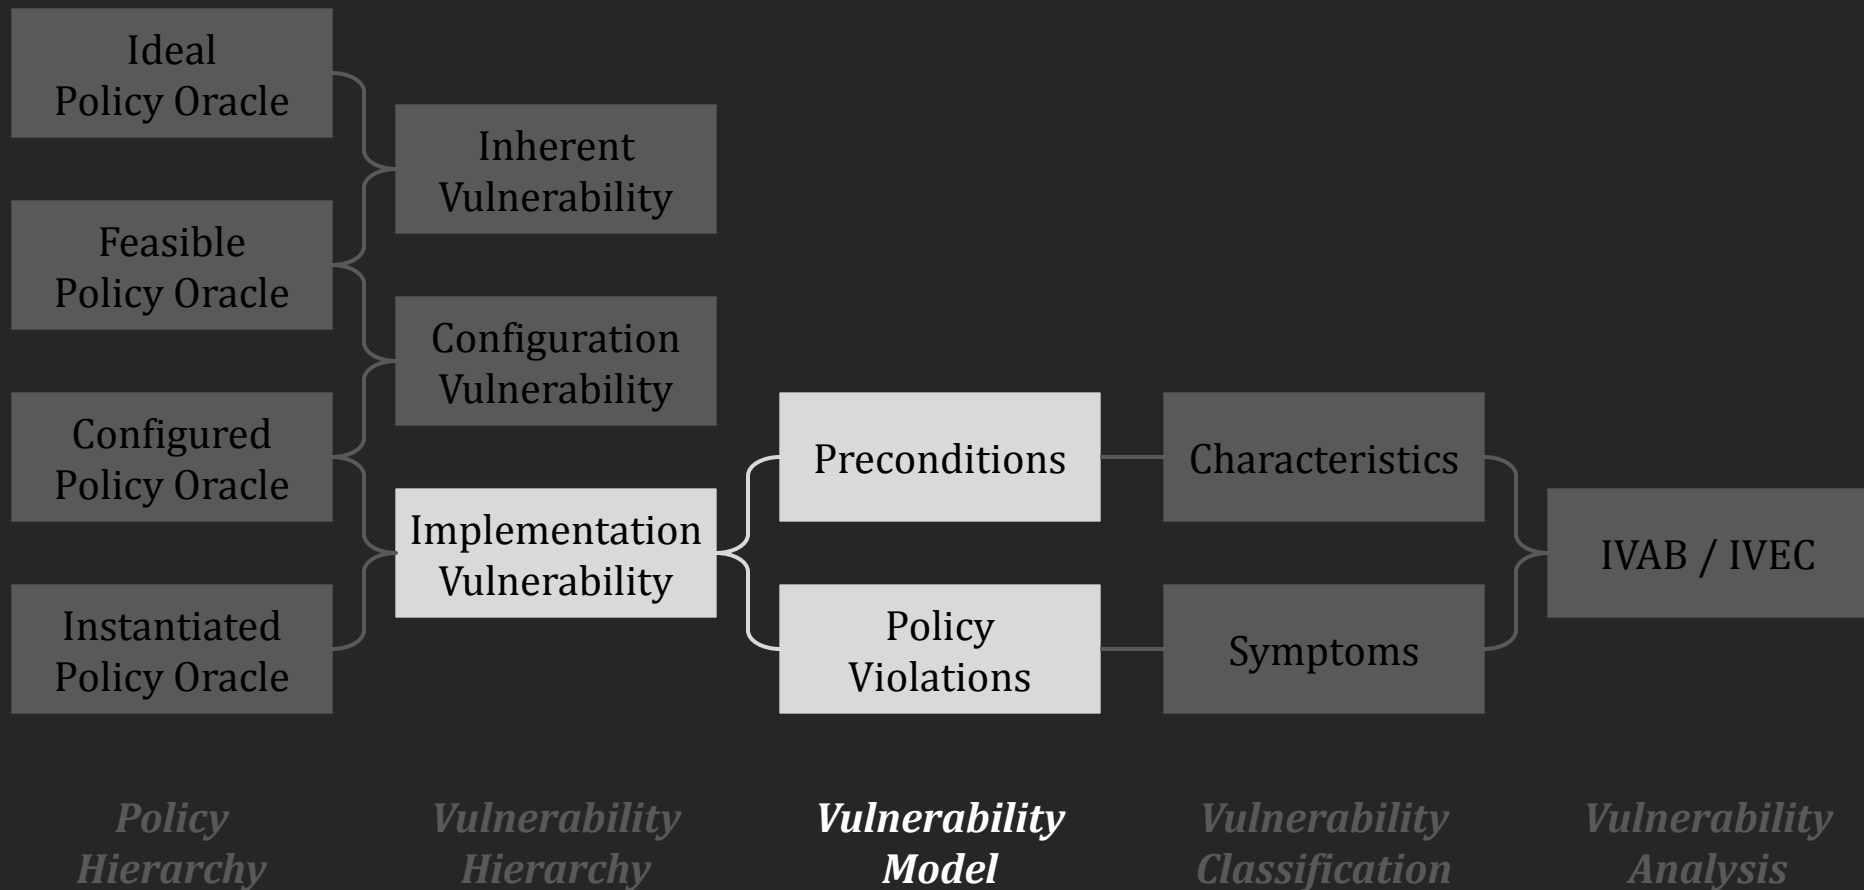 Ideal
Policy Oracle
Feasible
Policy Oracle
Configured
Policy Oracle
Instantiated
Policy Oracle
Inherent
Vulnerability
Configuration
Vulnerability
Implementation
Vulnerability
Preconditions
Policy
Violations
Characteristics
Symptoms
IVAB / IVEC
Policy
Hierarchy
Vulnerability
Hierarchy
Vulnerability
Model
Vulnerability
Classification
Vulnerability
Analysis